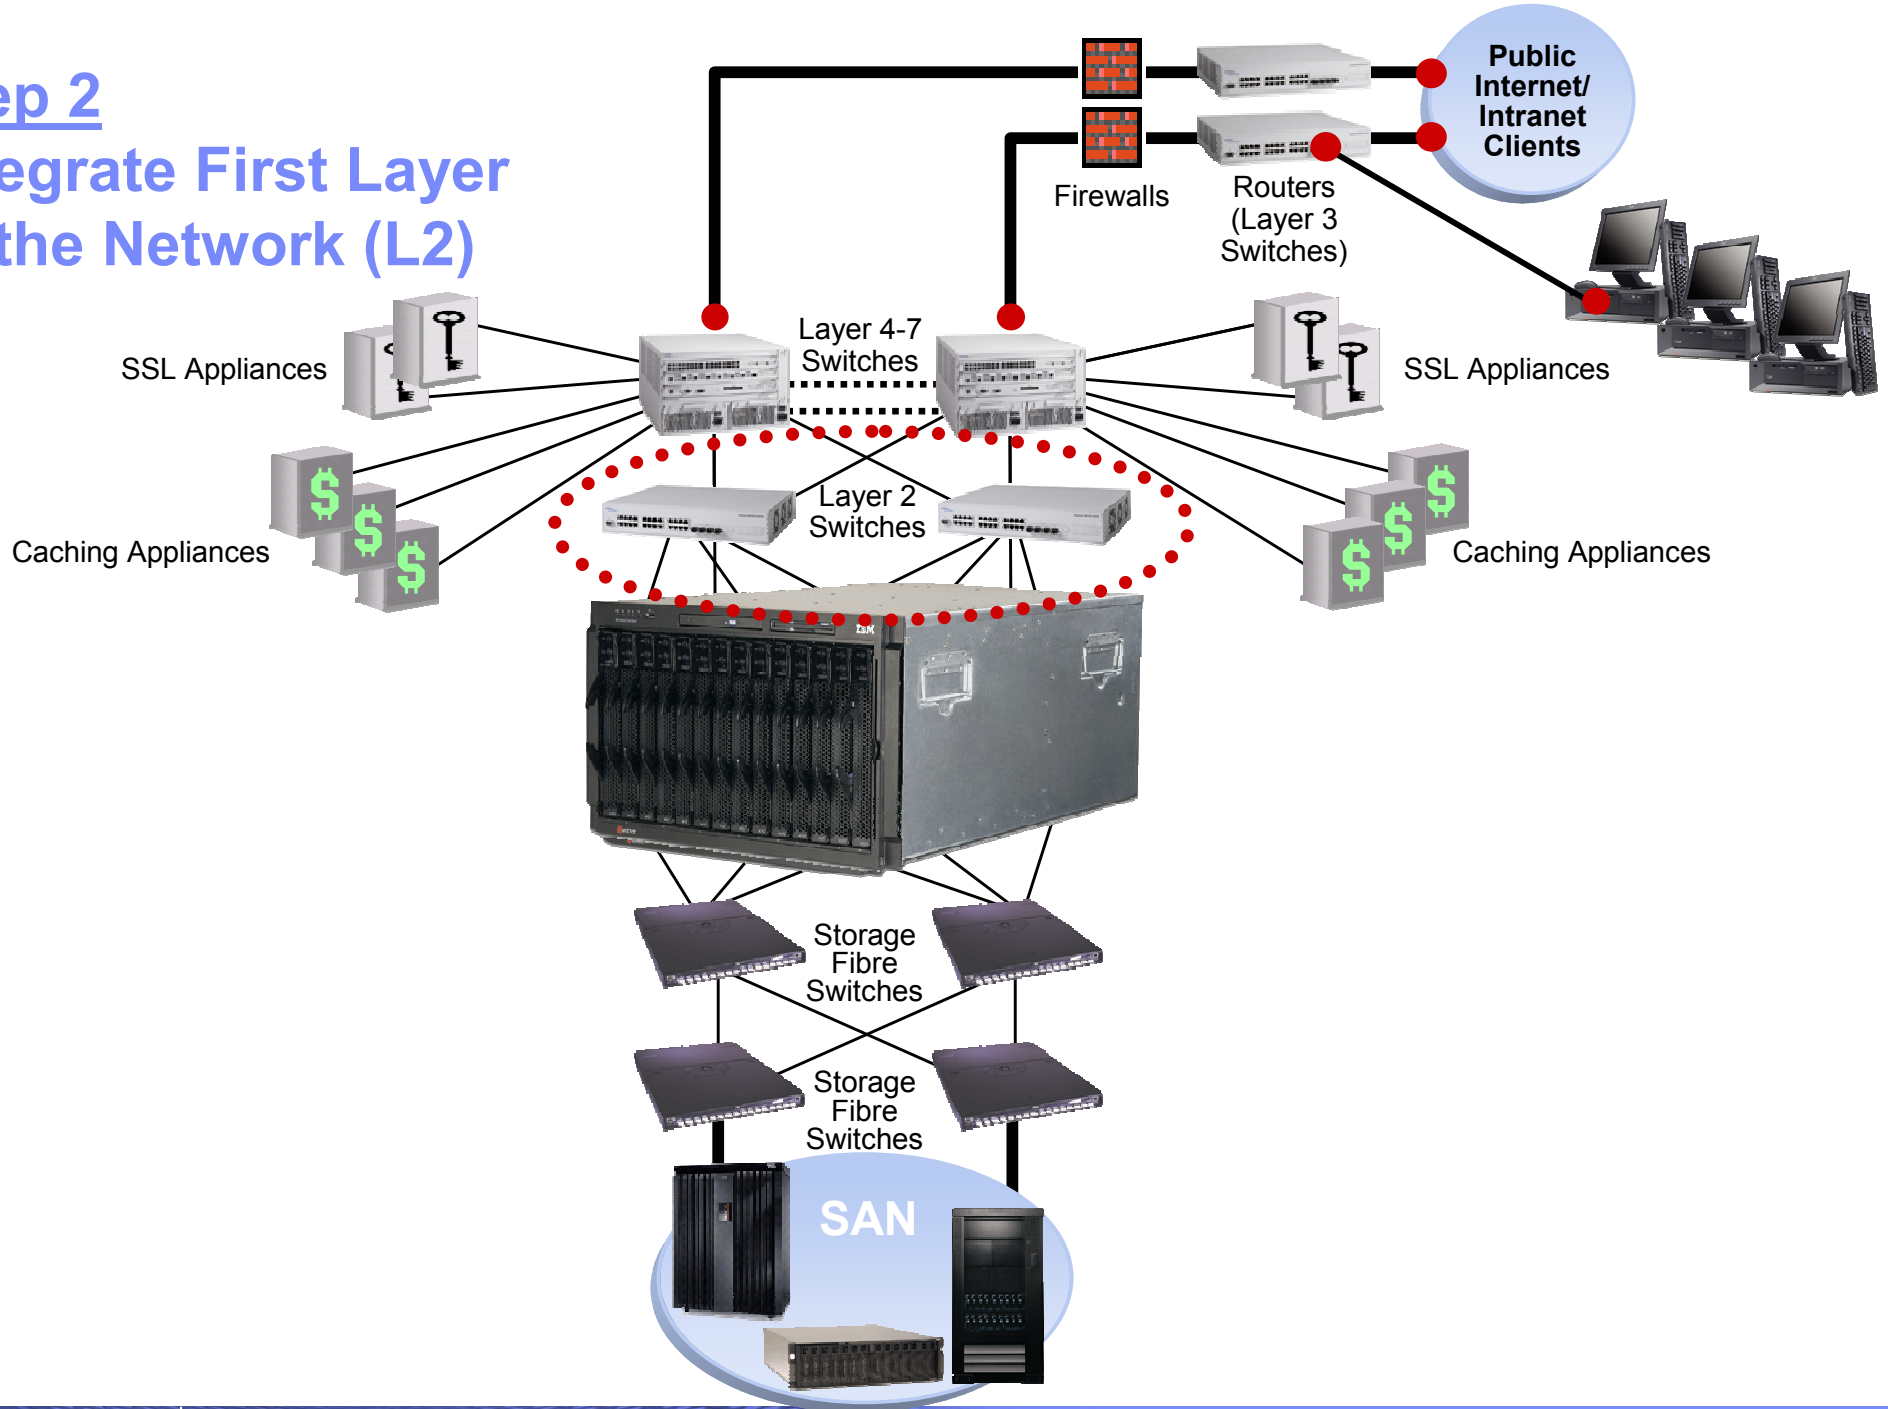 ep 2
egrate First Layer
the Network (L2)
Public
Internet/
Intranet
Clients
Firewalls
Routers
(Layer 3
Switches)
Layer 4-7
Switches
SSL Appliances
SSL Appliances
Layer 2
Switches
Caching Appliances
Caching Appliances
IBM
Storage
Fibre
Switches
Storage
Fibre
Switches
SAN